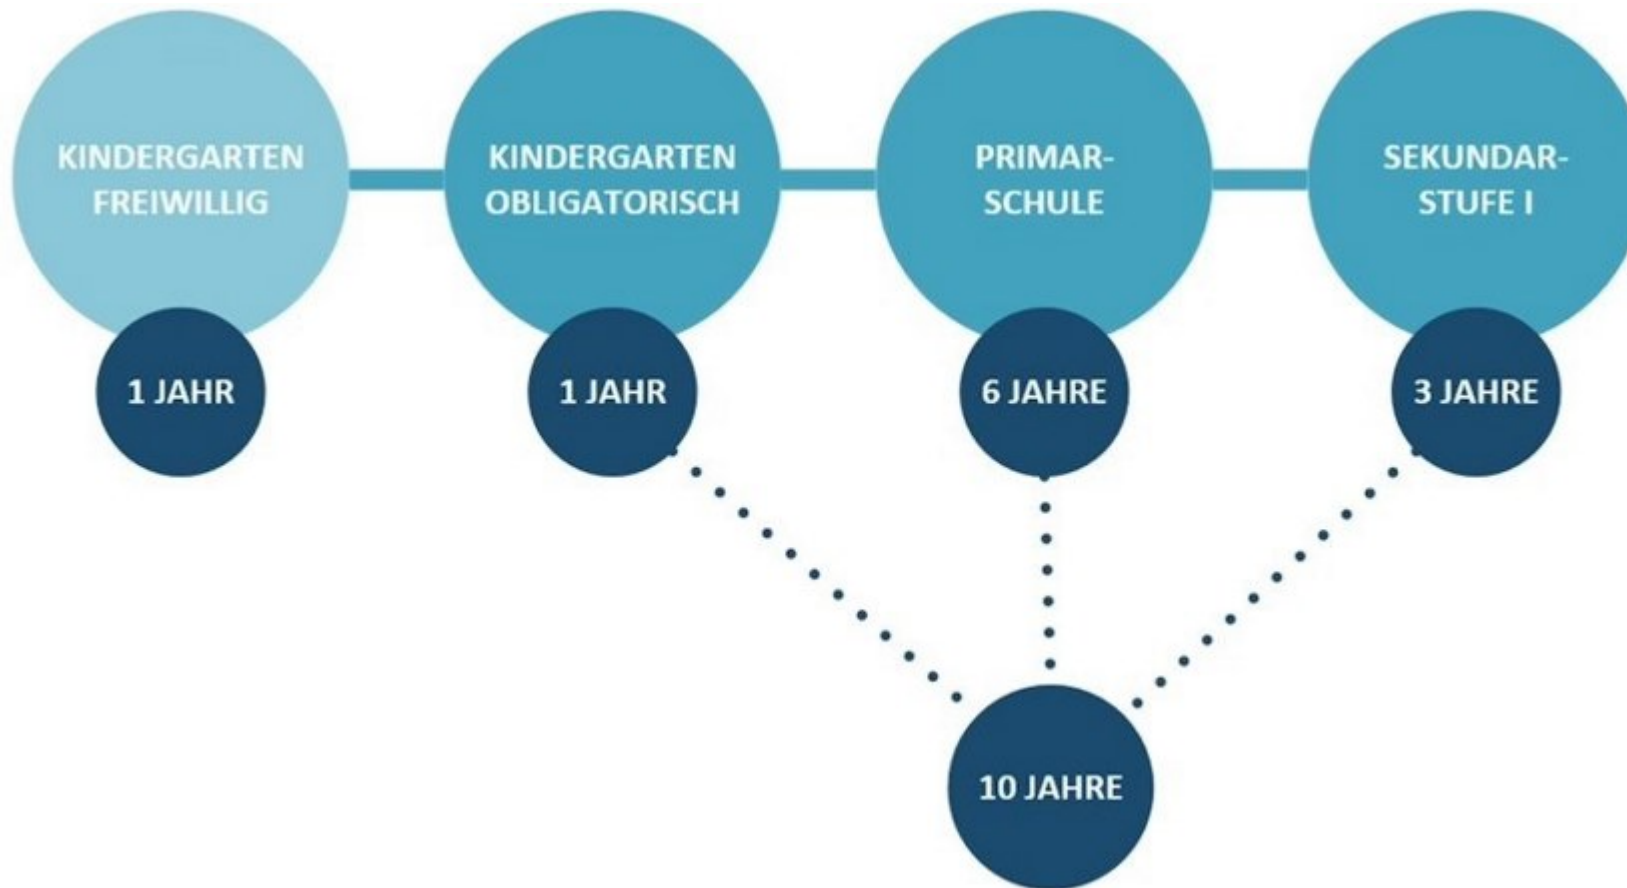 KINDERGARTEN
FREIWILLIG
KINDERGARTEN
OBLIGATORISCH
PRIMAR-
SCHULE
SEKUNDAR-
STUFE I
1 JAHR
1 JAHR
6 JAHRE
3 JAHRE
10 JAHRE